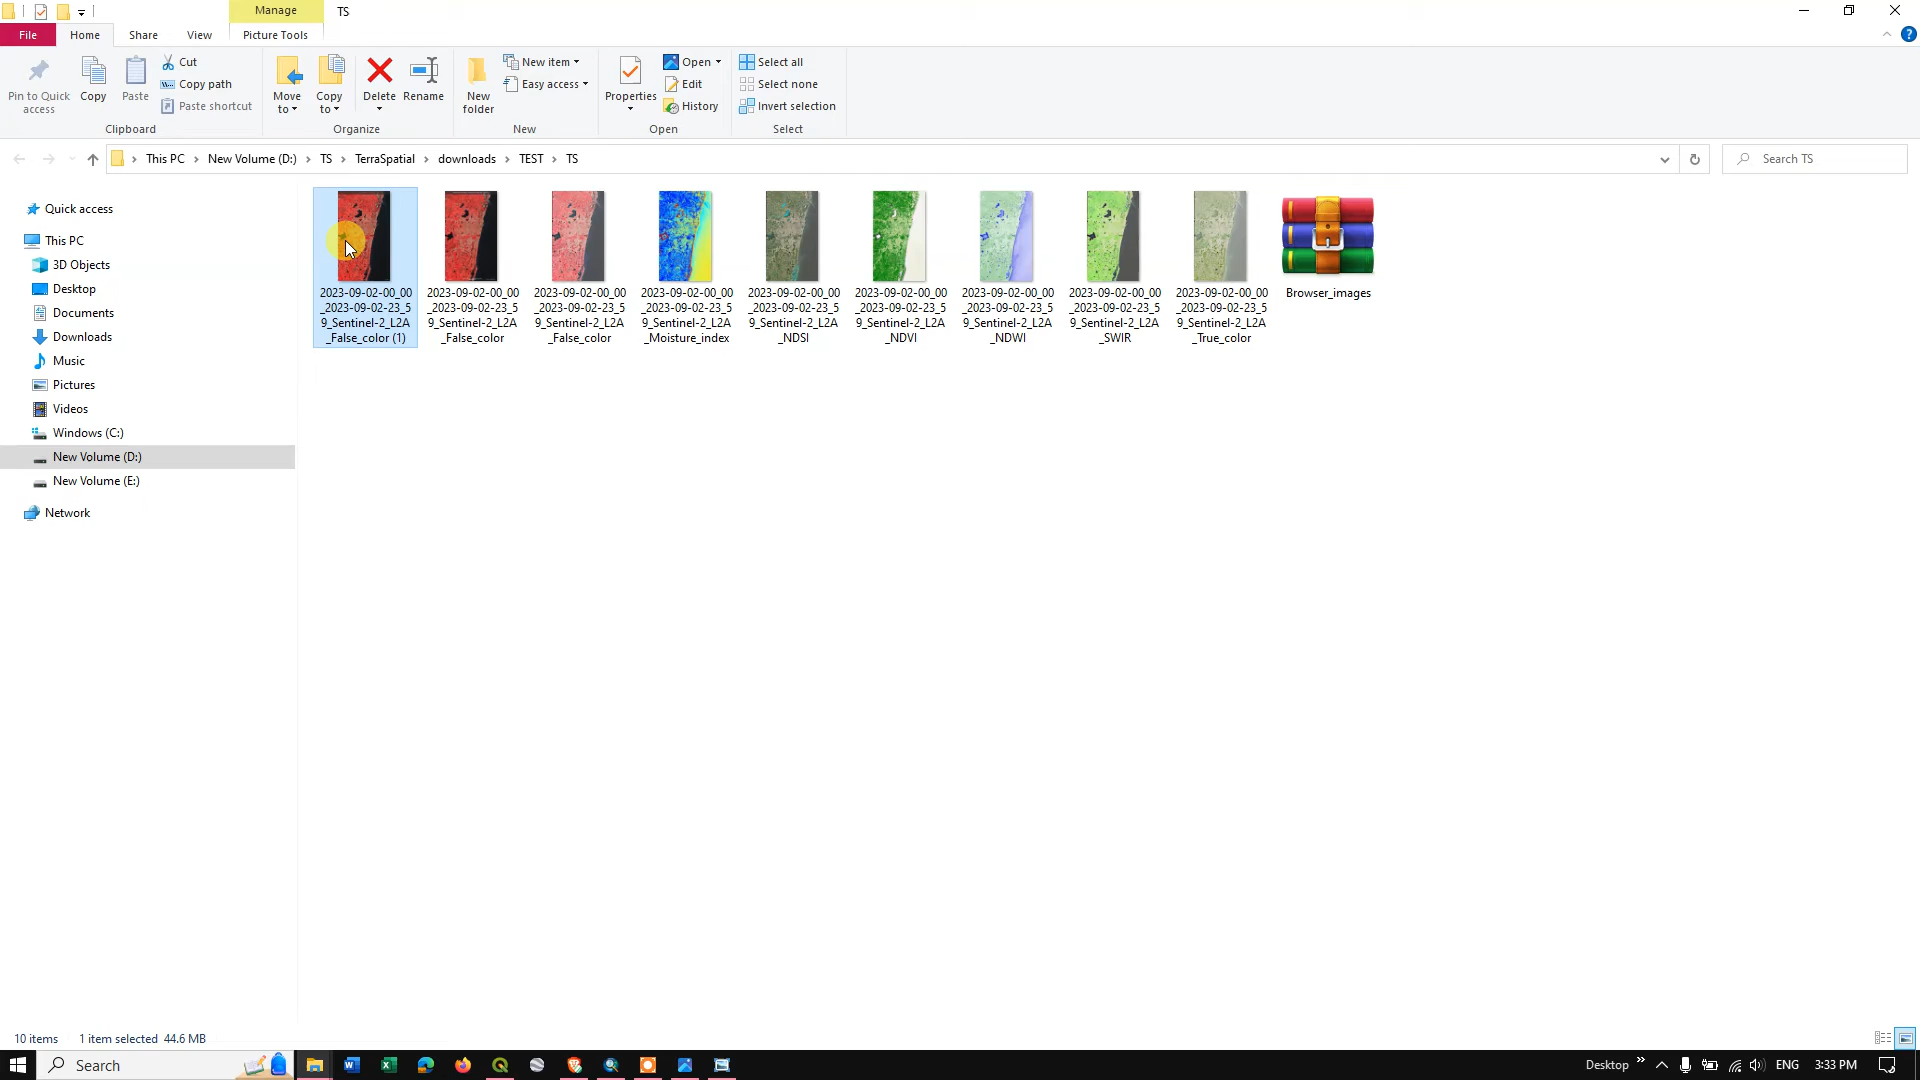 Manage
TS
File
Home
Share
View
Picture Tools
Pin to Quick
access
Copy
Paste
Cut
Copy path
Paste shortcut
Clipboard
Move
to
Copy
to
Delete
Rename
Organize
New
folder
New item
Easy access
New
Properties
Open
Edit
History
Open
Select all
Select none
Invert selection
Select
This PC
New Volume (D:)
TS
TerraSpatial
downloads
TEST
TS
Search TS
Quick access
This PC
3D Objects
Desktop
Documents
Downloads
Music
Pictures
Videos
Windows (C:)
New Volume (D:)
New Volume (E:)
Network
2023-09-02-00_00
_2023-09-02-23_5
9_Sentinel-2_L2A
_False_color (1)
2023-09-02-00_00
_2023-09-02-23_5
9_Sentinel-2_L2A
_False_color
2023-09-02-00_00
_2023-09-02-23_5
9_Sentinel-2_L2A
_False_color
2023-09-02-00_00
_2023-09-02-23_5
9_Sentinel-2_L2A
_Moisture_index
2023-09-02-00_00
_2023-09-02-23_5
9_Sentinel-2_L2A
_NDSI
2023-09-02-00_00
_2023-09-02-23_5
9_Sentinel-2_L2A
_NDVI
2023-09-02-00_00
_2023-09-02-23_5
9_Sentinel-2_L2A
_NDWI
2023-09-02-00_00
_2023-09-02-23_5
9_Sentinel-2_L2A
_SWIR
2023-09-02-00_00
_2023-09-02-23_5
9_Sentinel-2_L2A
_True_color
Browser_images
10 items
1 item selected 44.6 MB
Search
Desktop
ENG
3:33 PM